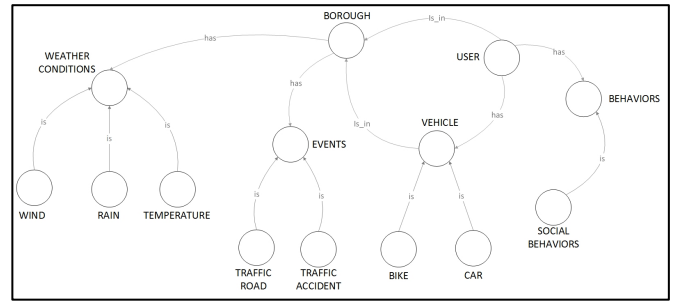 BOROUGH
Is_in
has
WEATHER
CONDITIONS
USER
has
has
BEHAVIORS
has
Is_in
VEHICLE
is
is
is
EVENTS
is
is
is
is
is
WIND
RAIN
TEMPERATURE
SOCIAL
BEHAVIORS
TRAFFIC
ROAD
TRAFFIC
ACCIDENT
BIKE
CAR